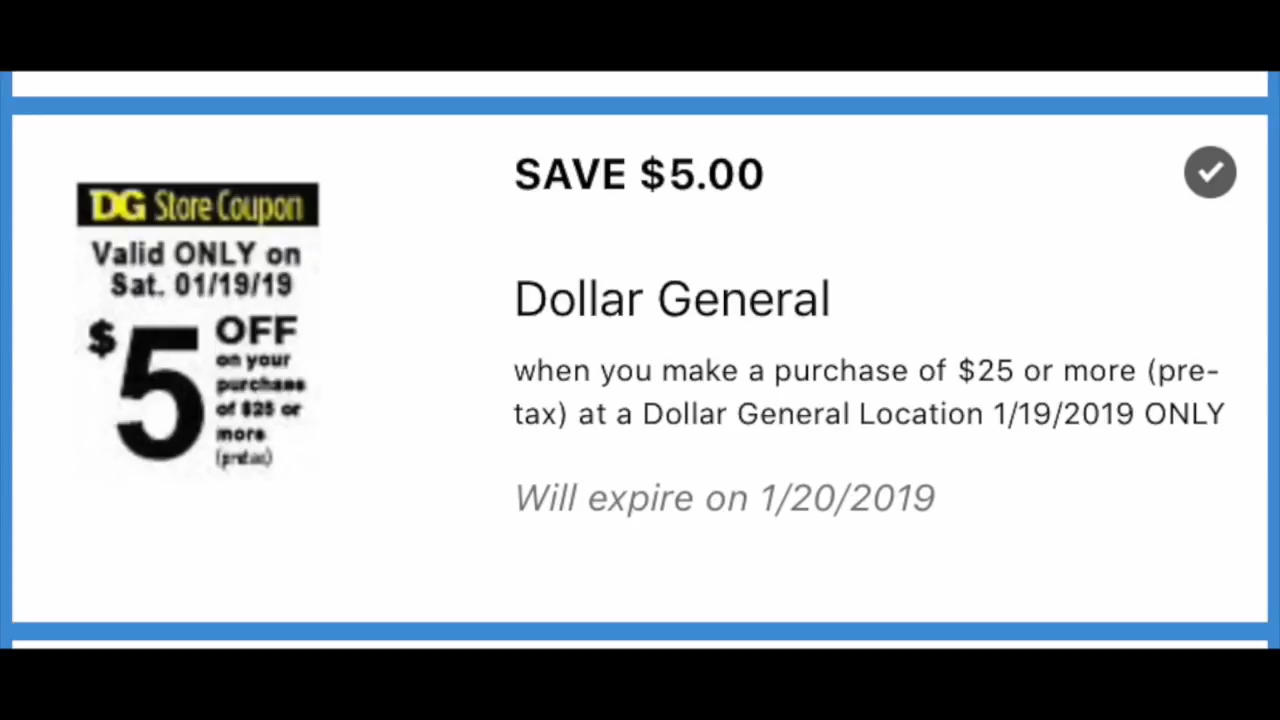 DG Store Coupon
Valid ONLY on
Sat. 01/19/19
$5 OFF
on your
purchase
of $25 or
more
(pretax)
SAVE $5.00
Dollar General
when you make a purchase of $25 or more (pre-
tax) at a Dollar General Location 1/19/2019 ONLY
Will expire on 1/20/2019